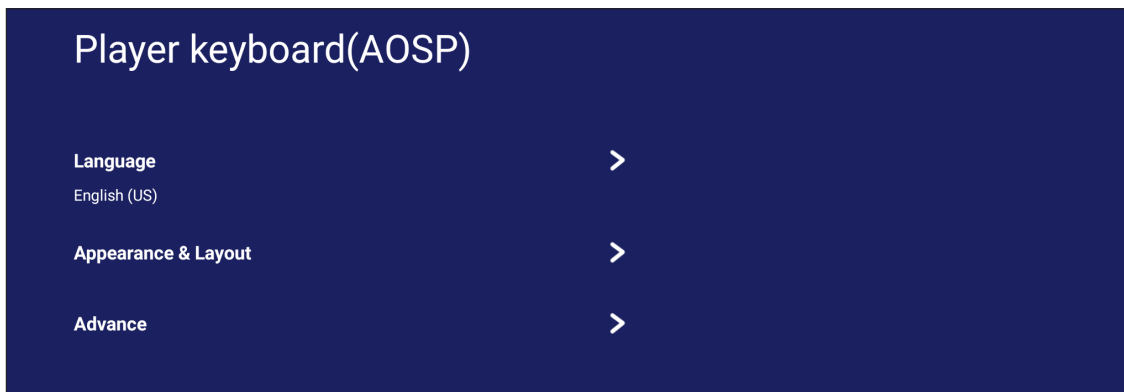 Player keyboard(AOSP)
Language
English (US)
Appearance & Layout
Advance